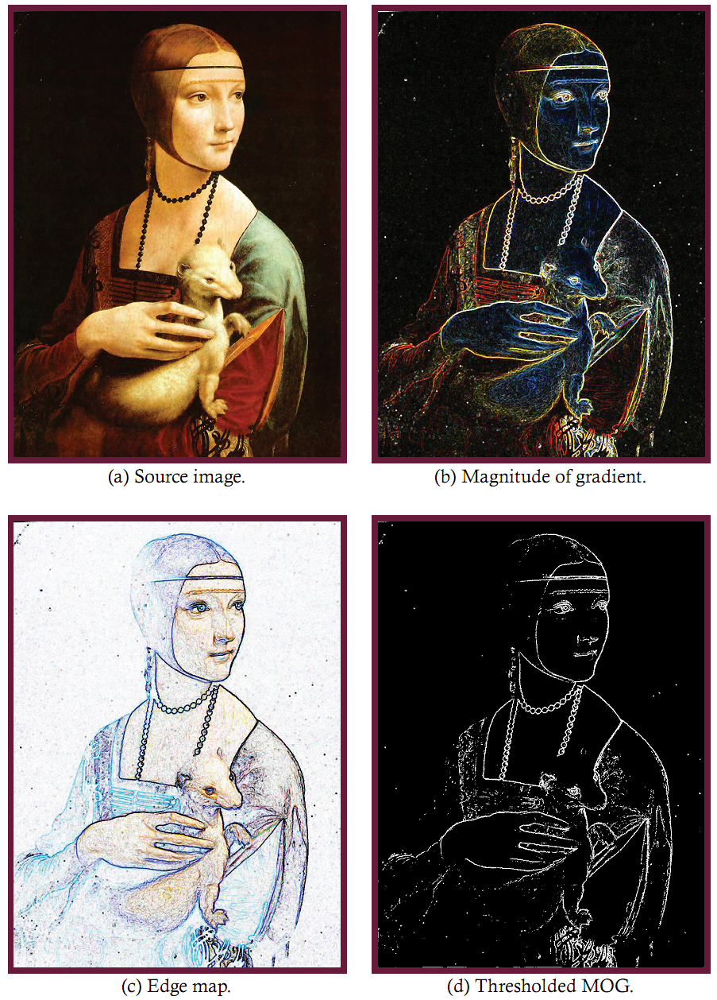 (a) Source image.
(b) Magnitude of gradient.
(c) Edge map.
(d) Thresholded MOG.